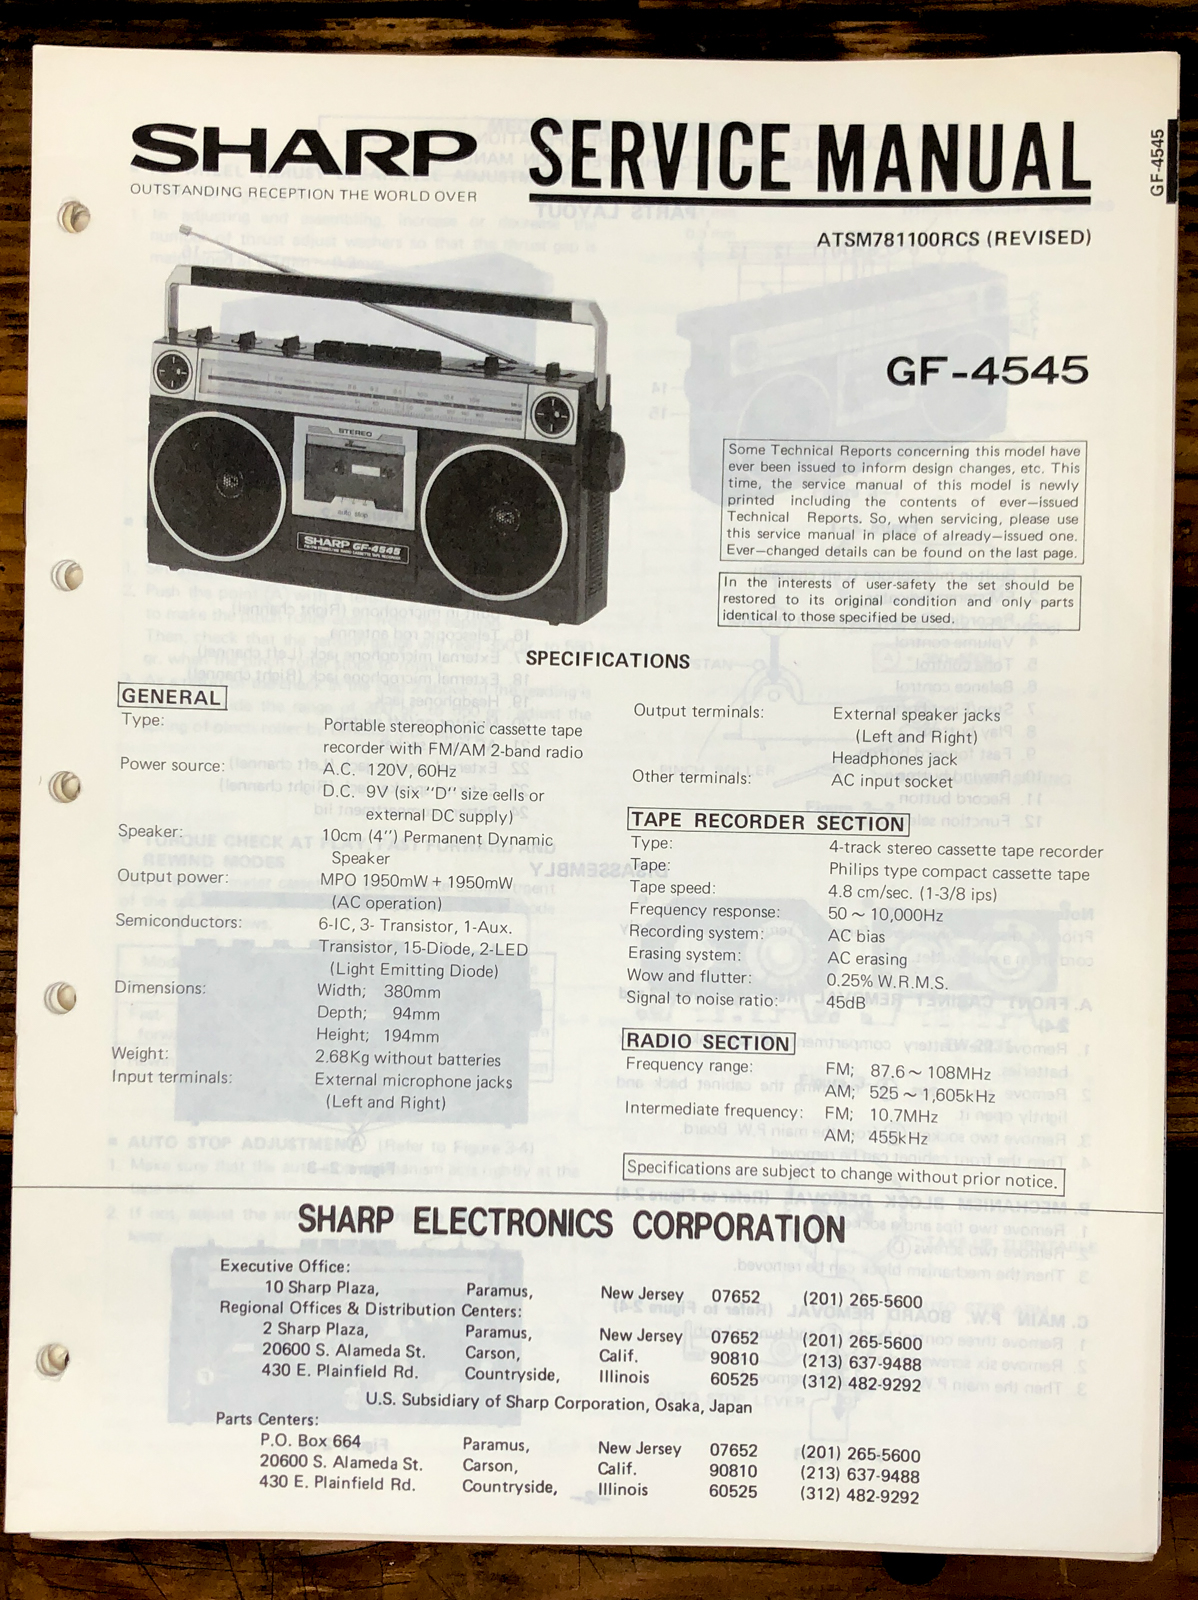 SHARP SERVICE MANUAL
OUTSTANDING RECEPTION THE WORLD OVER
GF-4545
ATSM781100RCS (REVISED)
GF-4545
STEREO
auto stop
SHARP GF-4545
Some Technical Reports concerning this model have
ever been issued to inform design changes, etc. This
time, the service manual of this model is newly
printed including the contents of ever—issued
Technical Reports. So, when servicing, please use
this service manual in place of already—issued one.
Ever—changed details can be found on the last page.
In the interests of user-safety the set should be
restored to its original condition and only parts
identical to those specified be used.
SPECIFICATIONS
GENERAL
Type: Portable stereophonic cassette tape
recorder with FM/AM 2-band radio
Power source: A.C. 120V, 60Hz
D.C. 9V (six "D" size cells or
external DC supply)
Speaker: 10cm (4") Permanent Dynamic
Speaker
Output power: MPO 1950mW + 1950mW
(AC operation)
Semiconductors: 6-IC, 3- Transistor, 1-Aux.
Transistor, 15-Diode, 2-LED
(Light Emitting Diode)
Dimensions: Width; 380mm
Depth; 94mm
Height; 194mm
Weight: 2.68Kg without batteries
Input terminals: External microphone jacks
(Left and Right)
Output terminals: External speaker jacks
(Left and Right)
Headphones jack
Other terminals: AC input socket
TAPE RECORDER SECTION
Type: 4-track stereo cassette tape recorder
Tape: Philips type compact cassette tape
Tape speed: 4.8 cm/sec. (1-3/8 ips)
Frequency response: 50 ~ 10,000Hz
Recording system: AC bias
Erasing system: AC erasing
Wow and flutter: 0.25% W.R.M.S.
Signal to noise ratio: 45dB
RADIO SECTION
Frequency range: FM; 87.6 ~ 108MHz
AM; 525 ~ 1,605kHz
Intermediate frequency: FM; 10.7MHz
AM; 455kHz
Specifications are subject to change without prior notice.
SHARP ELECTRONICS CORPORATION
Executive Office:
10 Sharp Plaza, Paramus, New Jersey 07652 (201) 265-5600
Regional Offices & Distribution Centers:
2 Sharp Plaza, Paramus, New Jersey 07652 (201) 265-5600
20600 S. Alameda St. Carson, Calif. 90810 (213) 637-9488
430 E. Plainfield Rd. Countryside, Illinois 60525 (312) 482-9292
U.S. Subsidiary of Sharp Corporation, Osaka, Japan
Parts Centers:
P.O. Box 664 Paramus, New Jersey 07652 (201) 265-5600
20600 S. Alameda St. Carson, Calif. 90810 (213) 637-9488
430 E. Plainfield Rd. Countryside, Illinois 60525 (312) 482-9292